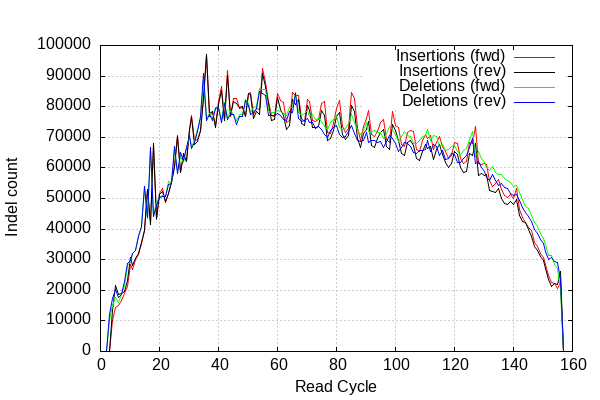 100000
90000
80000
70000
60000
50000
40000
30000
20000
10000
0
Indel count
Insertions (fwd)
Insertions (rev)
Deletions (fwd)
Deletions (rev)
0 20 40 60 80 100 120 140 160
Read Cycle